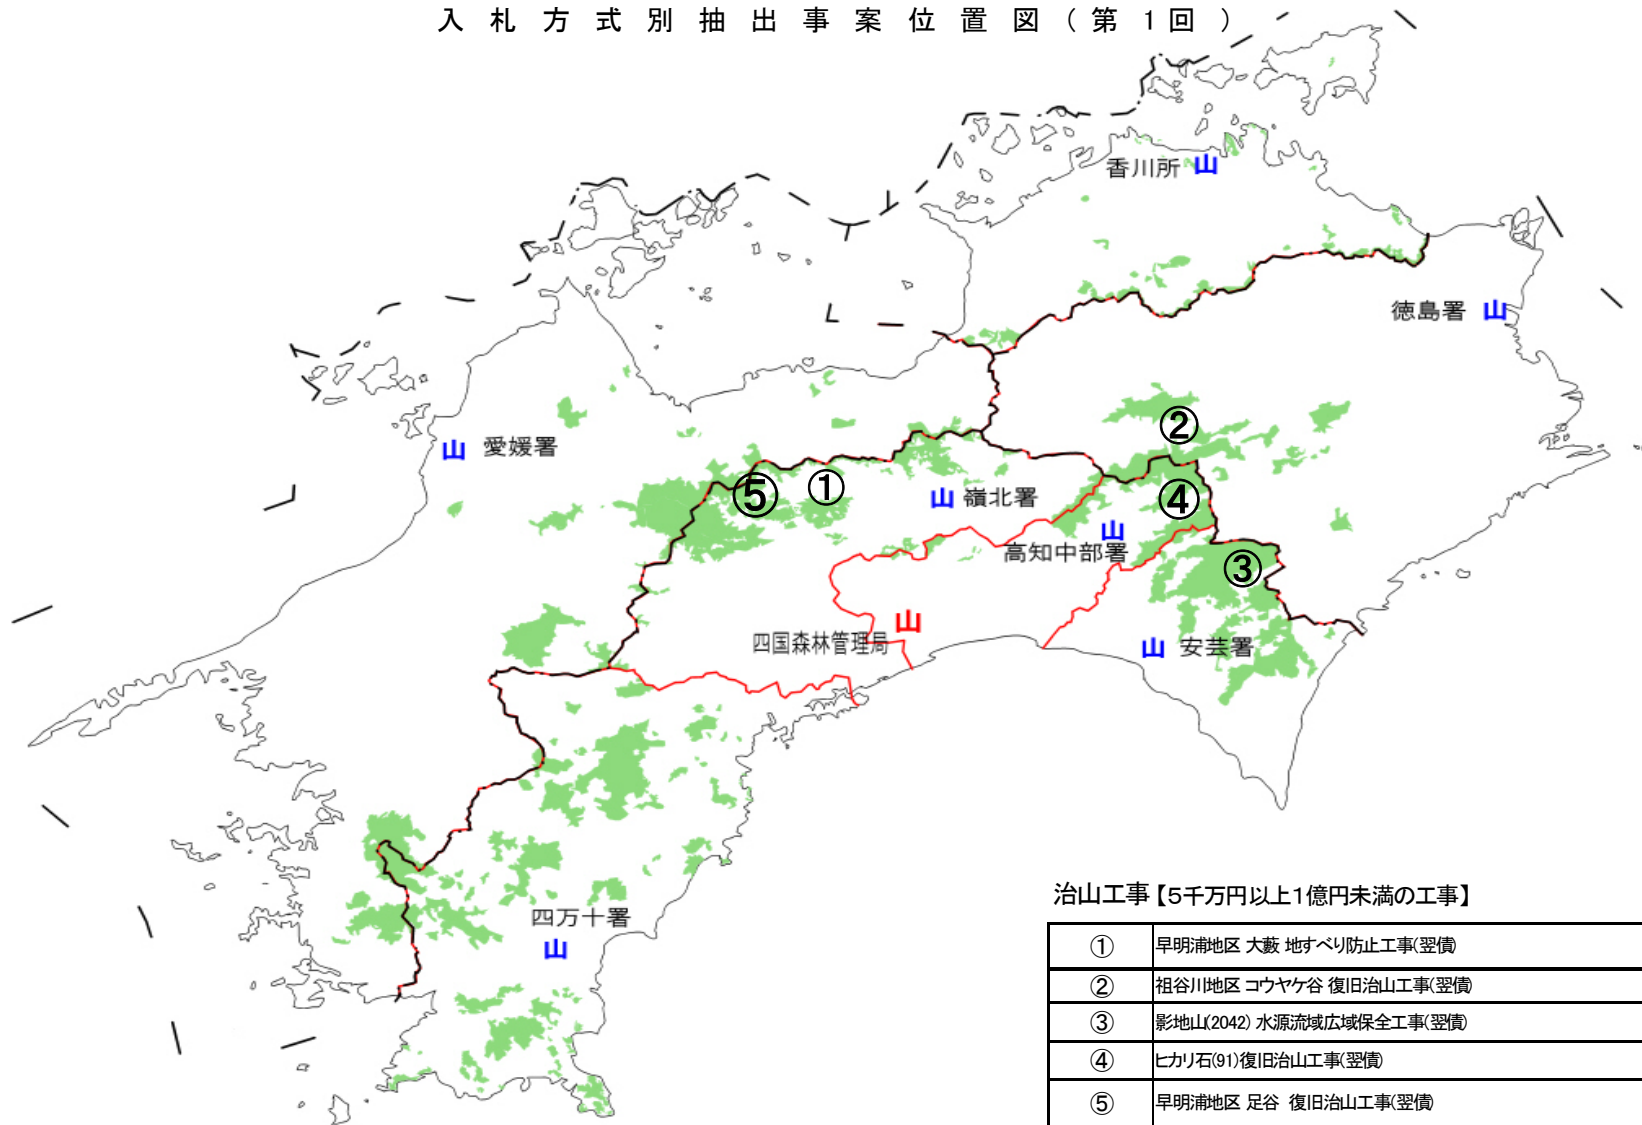 入札方式別抽出事案位置図(第1回)
香川所 山
徳島署 山
②
山 愛媛署
⑤ ①
山 嶺北署
④
山
高知中部署
③
山
四国森林管理局
山 安芸署
四万十署
山
治山工事【5千万円以上1億円未満の工事】
① 早明浦地区 大藪 地すべり防止工事(翌債)
② 祖谷川地区 コウヤケ谷 復旧治山工事(翌債)
③ 影地山(2042) 水源流域広域保全工事(翌債)
④ ヒカリ石(91)復旧治山工事(翌債)
⑤ 早明浦地区 足谷 復旧治山工事(翌債)